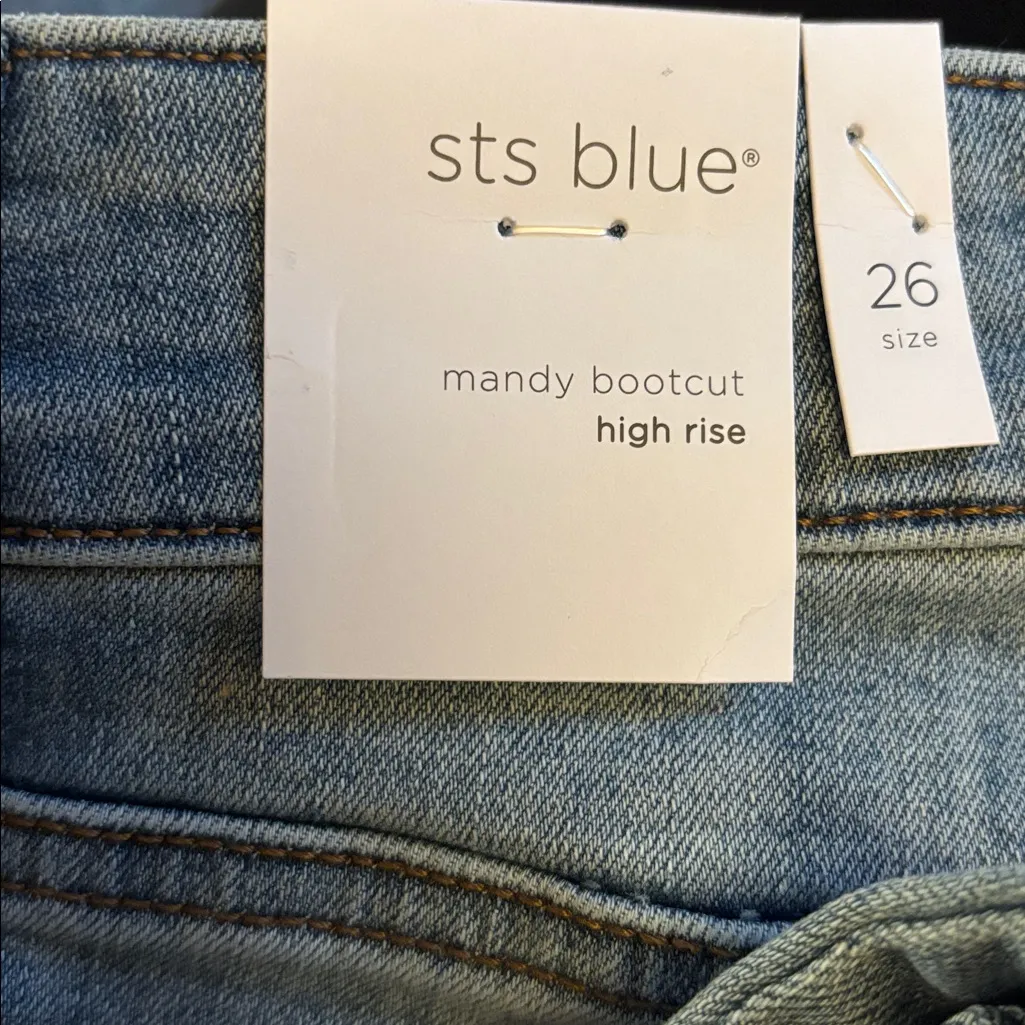 sts blue®
mandy bootcut
high rise
26
size